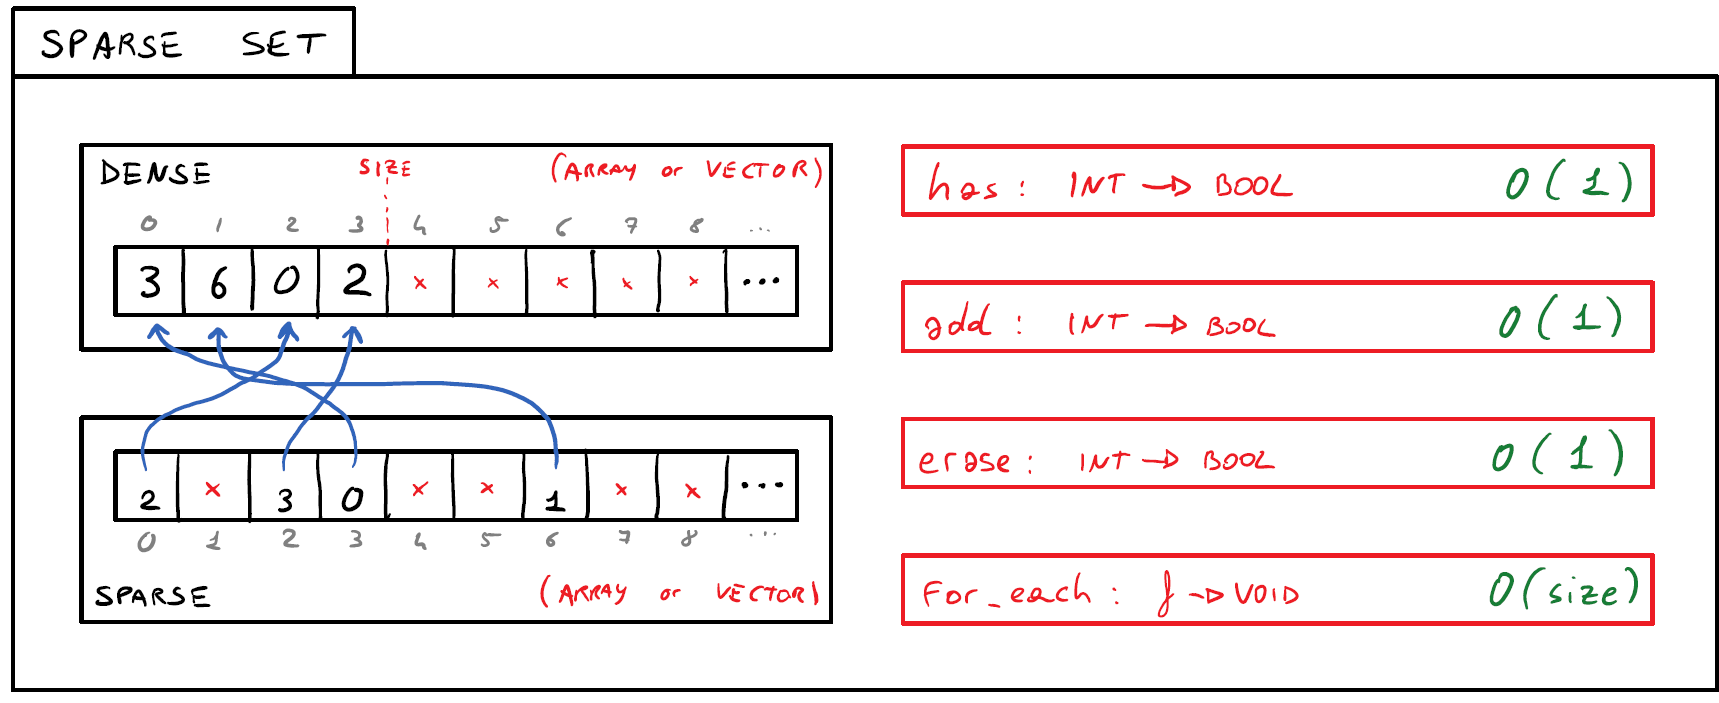 SPARSE SET
DENSE SIZE (ARRAY or VECTOR)
0 1 2 3 4 5 6 7 8 ...
3 6 0 2 x x x x x ...
2 x 3 0 x x 1 x x ...
0 1 2 3 4 5 6 7 8 ...
SPARSE (ARRAY or VECTOR)
has: INT → BOOL O(1)
add: INT → BOOL O(1)
erase: INT → BOOL O(1)
For_each: f → VOID O(size)